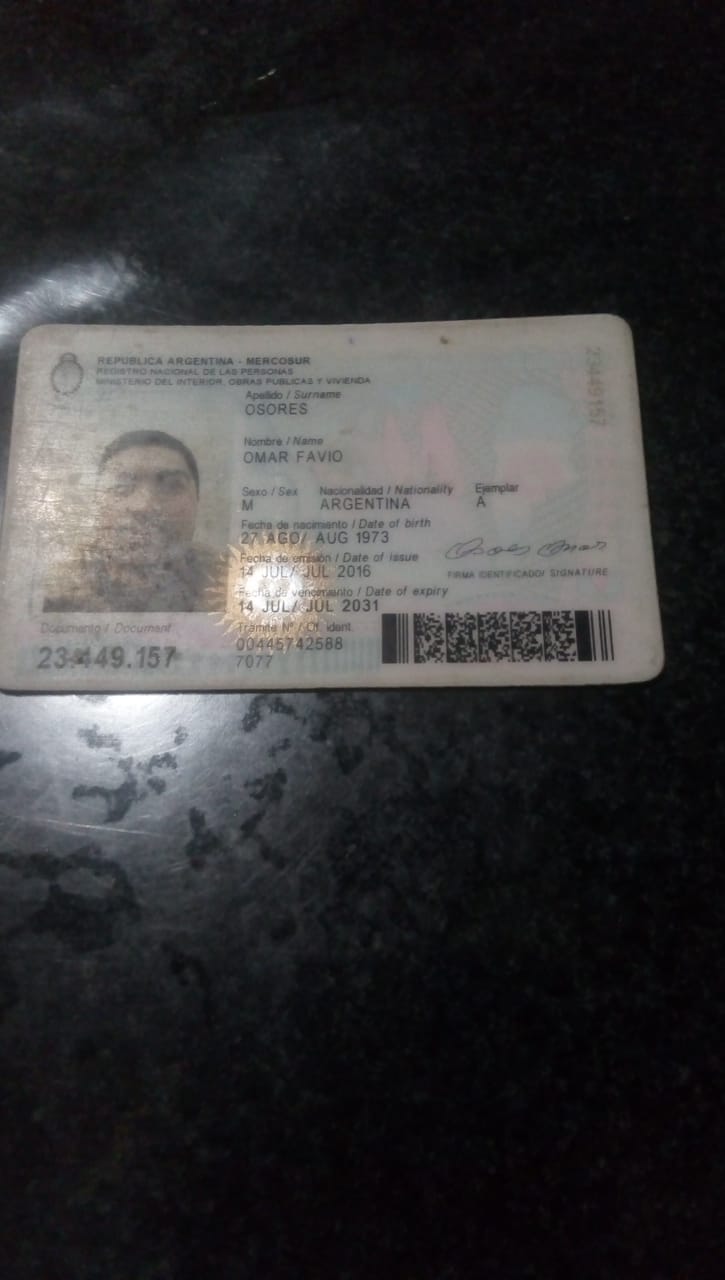 REPUBLICA ARGENTINA - MERCOSUR
REGISTRO NACIONAL DE LAS PERSONAS
MINISTERIO DEL INTERIOR, OBRAS PUBLICAS Y VIVIENDA
Apellido / Surname
OSORES
Nombre / Name
OMAR FAVIO
Sexo / Sex Nacionalidad / Nationality Ejemplar
M ARGENTINA A
Fecha de nacimiento / Date of birth
27 AGO/ AUG 1973
Fecha de emisión / Date of issue
14 JUL/ JUL 2016
FIRMA IDENTIFICADO/ SIGNATURE
Fecha de vencimiento / Date of expiry
14 JUL/ JUL 2031
Documento / Document
23.449.157
Trámite Nº / Of. ident.
00445742588
7077
23449157